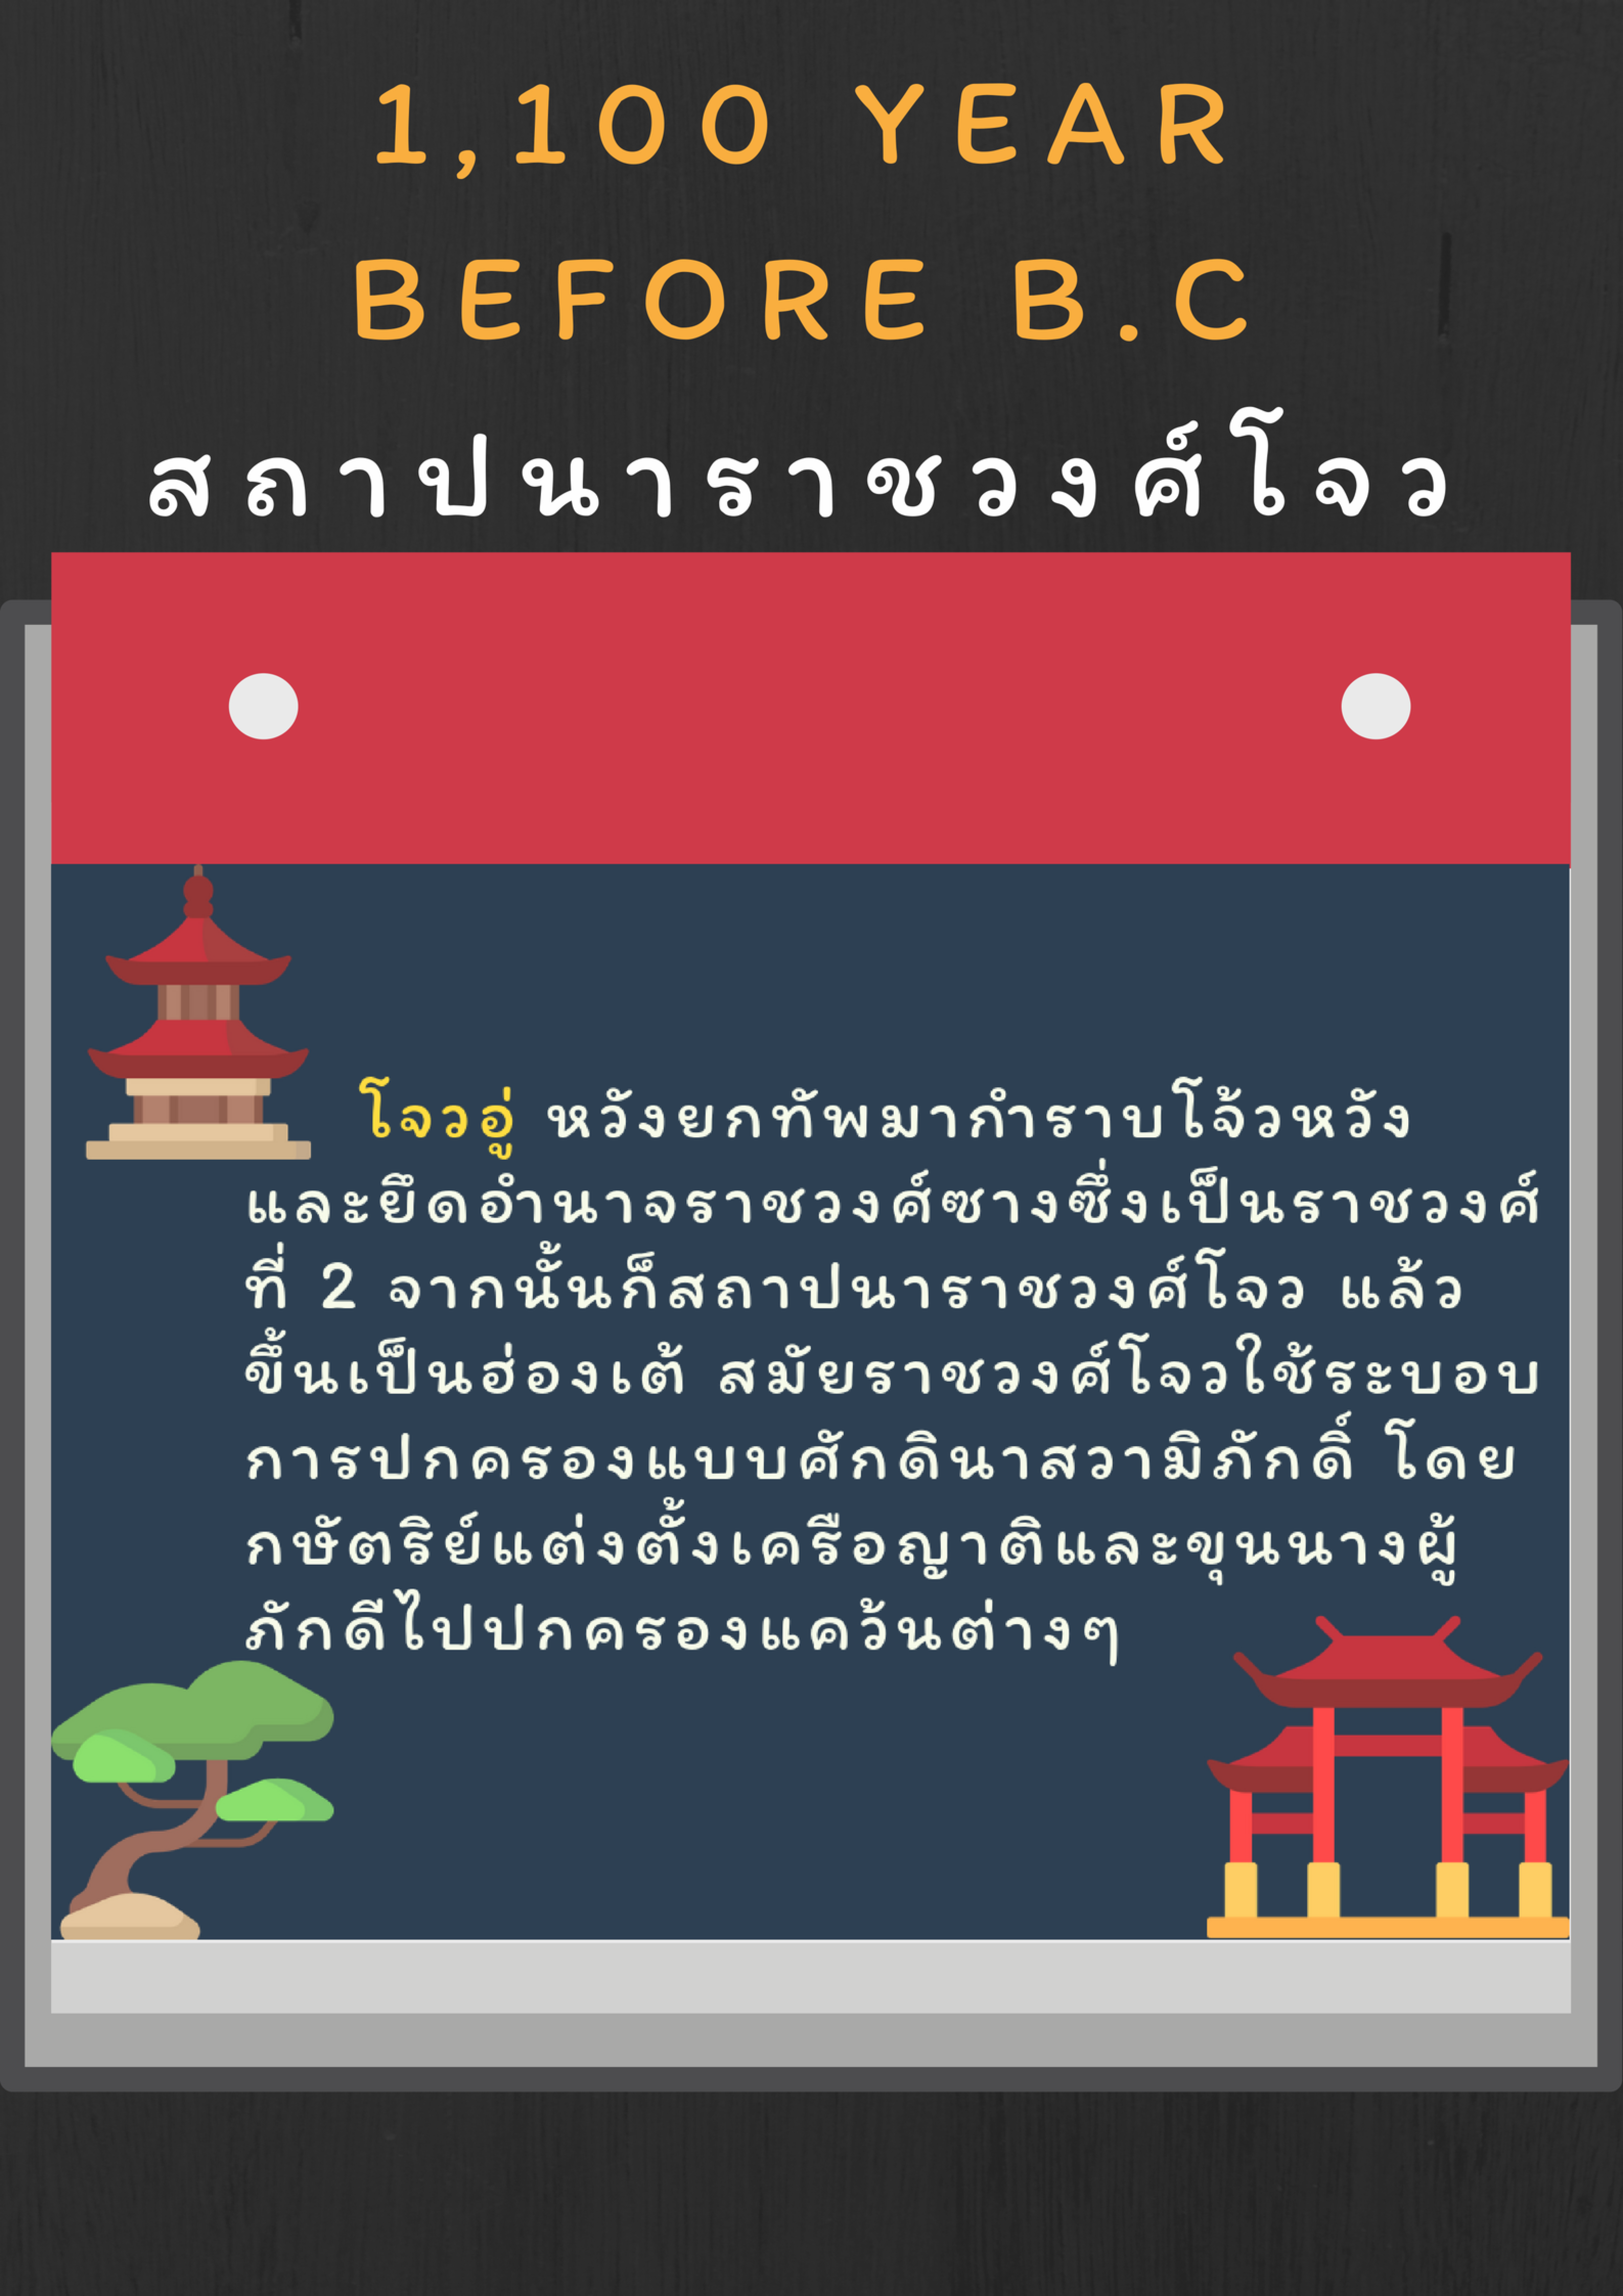 1,100 YEAR
BEFORE B.C
สถาปนาราชวงศ์โจว
โจวอู่ หวังยกทัพมากำราบโจ้วหวัง
และยึดอำนาจราชวงศ์ซางซึ่งเป็นราชวงศ์
ที่ 2 จากนั้นก็สถาปนาราชวงศ์โจว แล้ว
ขึ้นเป็นฮ่องเต้ สมัยราชวงศ์โจวใช้ระบอบ
การปกครองแบบศักดินาสวามิภักดิ์ โดย
กษัตริย์แต่งตั้งเครือญาติและขุนนางผู้
ภักดีไปปกครองแคว้นต่างๆ